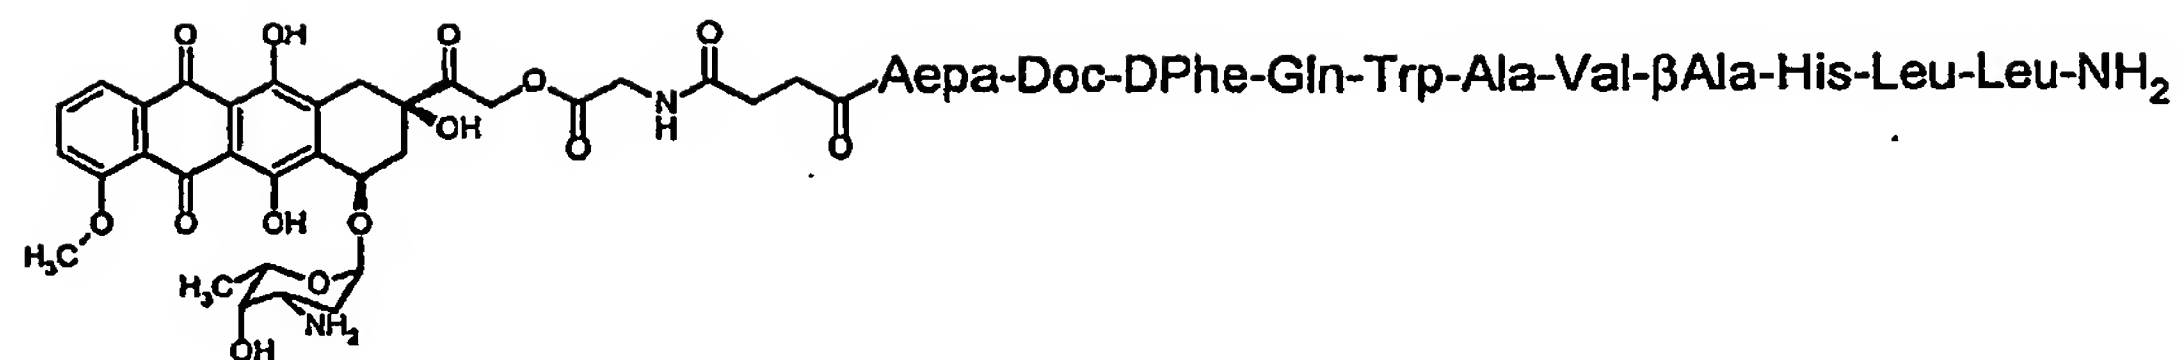 O OH O O
Aepa-Doc-DPhe-Gln-Trp-Ala-Val-βAla-His-Leu-Leu-NH₂
O
OH O N H O
O O OH O
H₃C
H₃C O
NH₂
OH